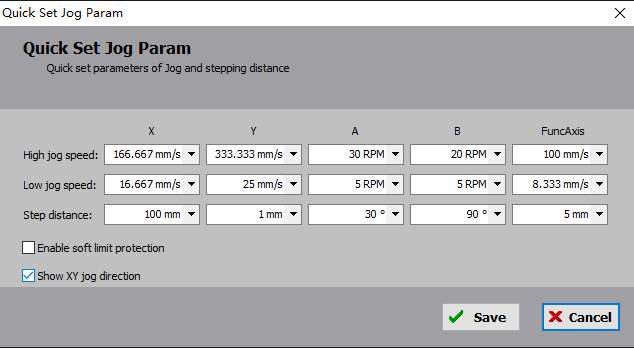 Quick Set Jog Param
Quick Set Jog Param
Quick set parameters of Jog and stepping distance
X Y A B FuncAxis
High jog speed: 166.667 mm/s 333.333 mm/s 30 RPM 20 RPM 100 mm/s
Low jog speed: 16.667 mm/s 25 mm/s 5 RPM 5 RPM 8.333 mm/s
Step distance: 100 mm 1 mm 30 ° 90 ° 5 mm
Enable soft limit protection
Show XY jog direction
Save Cancel